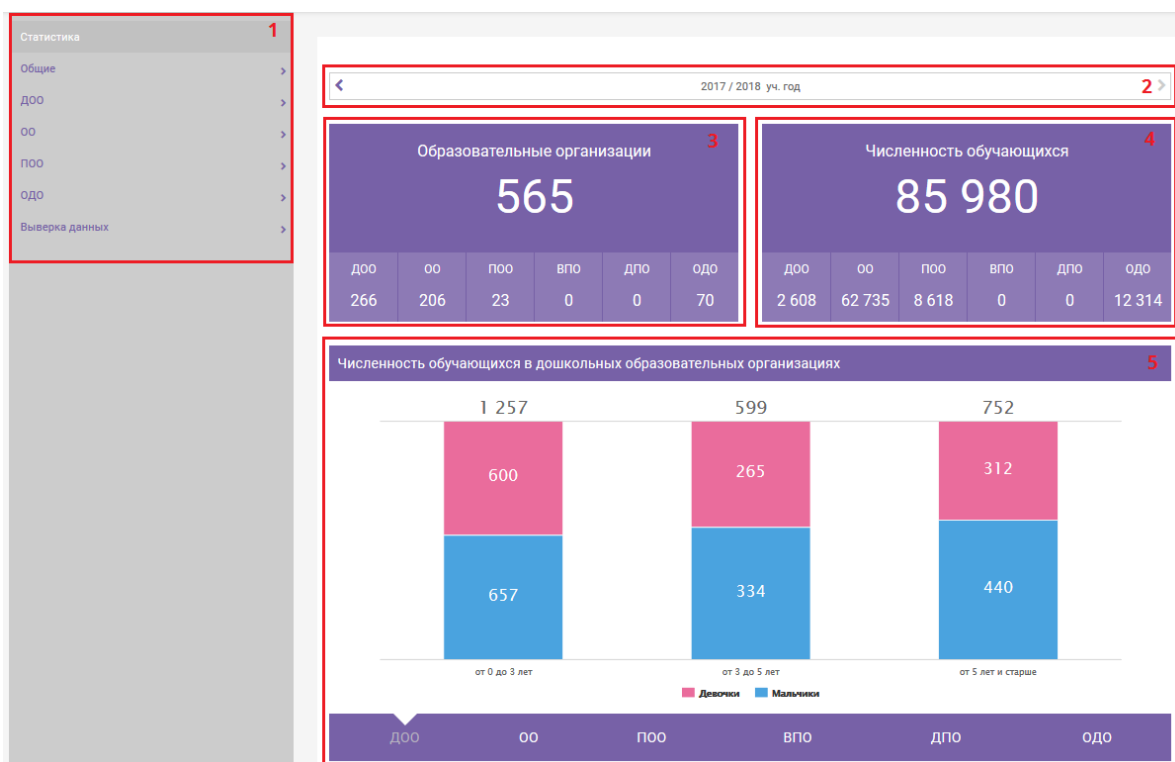 Статистика 1
Общие
ДОО
ОО
ПОО
ОДО
Выверка данных
2017 / 2018 уч. год 2
Образовательные организации 3
565
ДОО ОО ПОО ВПО ДПО ОДО
266 206 23 0 0 70
Численность обучающихся 4
85 980
ДОО ОО ПОО ВПО ДПО ОДО
2 608 62 735 8 618 0 0 12 314
Численность обучающихся в дошкольных образовательных организациях 5
1 257 599 752
600 265 312
657 334 440
от 0 до 3 лет от 3 до 5 лет от 5 лет и старше
Девочки Мальчики
ДОО ОО ПОО ВПО ДПО ОДО